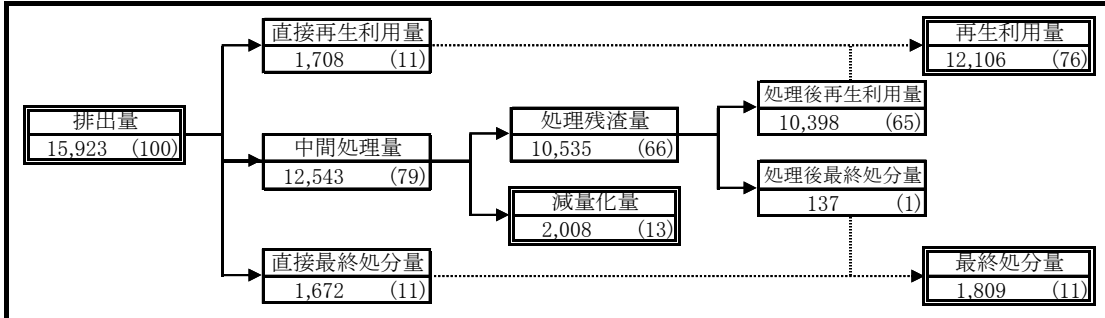 直接再生利用量
1,708 (11)
再生利用量
12,106 (76)
排出量
15,923 (100)
中間処理量
12,543 (79)
処理残渣量
10,535 (66)
処理後再生利用量
10,398 (65)
減量化量
2,008 (13)
処理後最終処分量
137 (1)
直接最終処分量
1,672 (11)
最終処分量
1,809 (11)